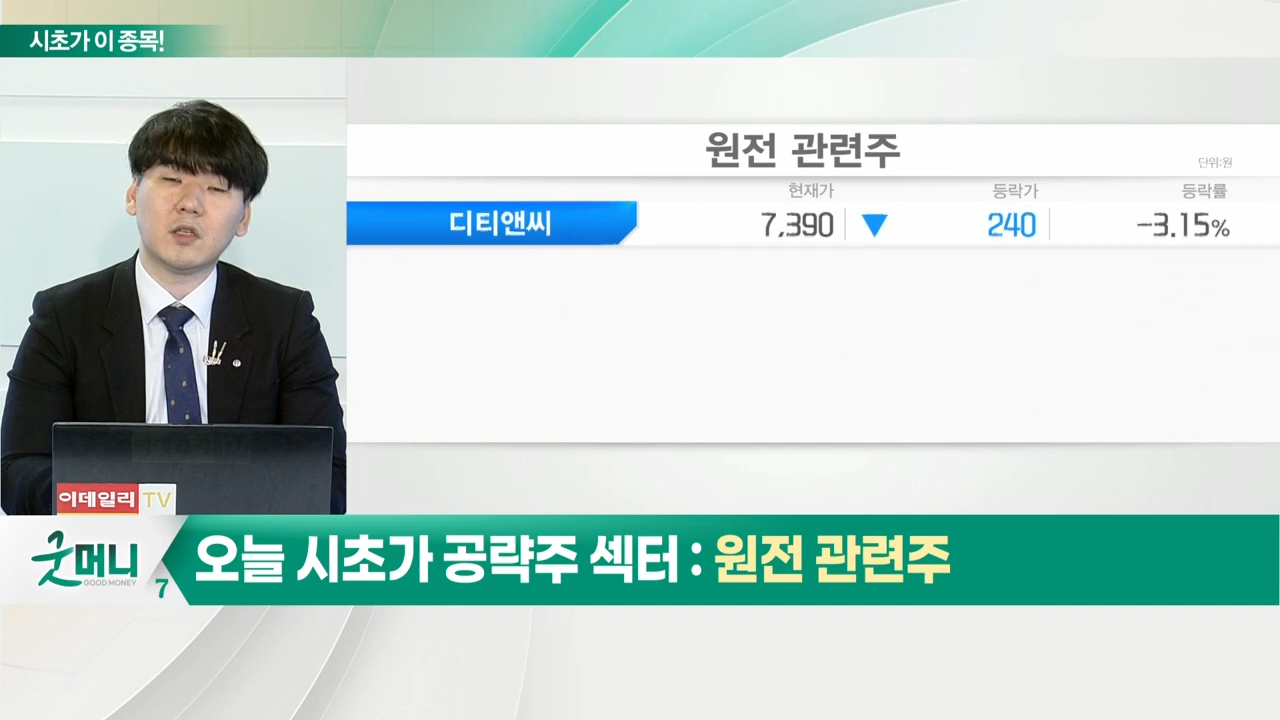 시초가 이 종목!
원전 관련주
단위:원
현재가 등락가 등락률
디티앤씨 7,390 ▼ 240 -3.15%
이데일리 TV
굿머니 GOOD MONEY 7
오늘 시초가 공략주 섹터 : 원전 관련주